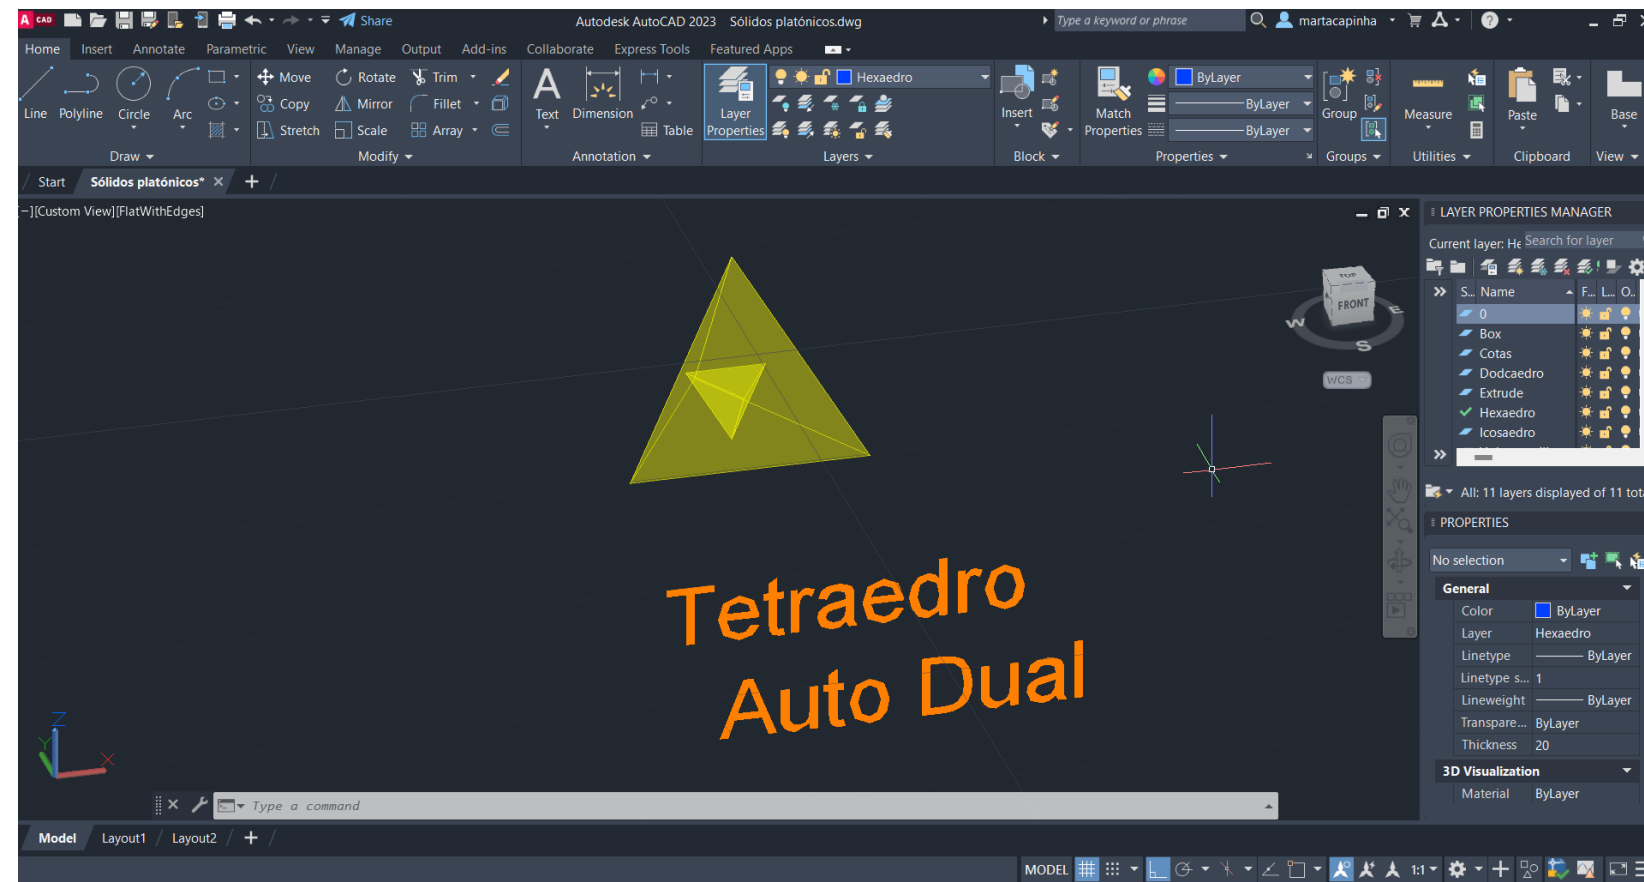 A CAD Share Autodesk AutoCAD 2023 Sólidos platónicos.dwg Type a keyword or phrase martacapinha
Home Insert Annotate Parametric View Manage Output Add-ins Collaborate Express Tools Featured Apps
Move Rotate Trim Hexaedro ByLayer
Line Polyline Circle Arc Copy Mirror Fillet Text Dimension Layer Properties Insert Match Properties ByLayer Group Measure Paste Base
Stretch Scale Array Table ByLayer
Draw Modify Annotation Layers Block Properties Groups Utilities Clipboard View
Start Sólidos platónicos*
[Custom View][FlatWithEdges]
LAYER PROPERTIES MANAGER
Current layer: He Search for layer
TOP
FRONT
W
E
S
WCS
S.. Name F... L... O..
0
Box
Cotas
Dodcaedro
Extrude
Hexaedro
Icosaedro
All: 11 layers displayed of 11 tot
PROPERTIES
No selection
General
Color ByLayer
Layer Hexaedro
Linetype ByLayer
Linetype s... 1
Lineweight ByLayer
Transpare... ByLayer
Thickness 20
3D Visualization
Material ByLayer
Tetraedro
Auto Dual
Z
Y
X
Type a command
Model Layout1 Layout2
MODEL 1:1